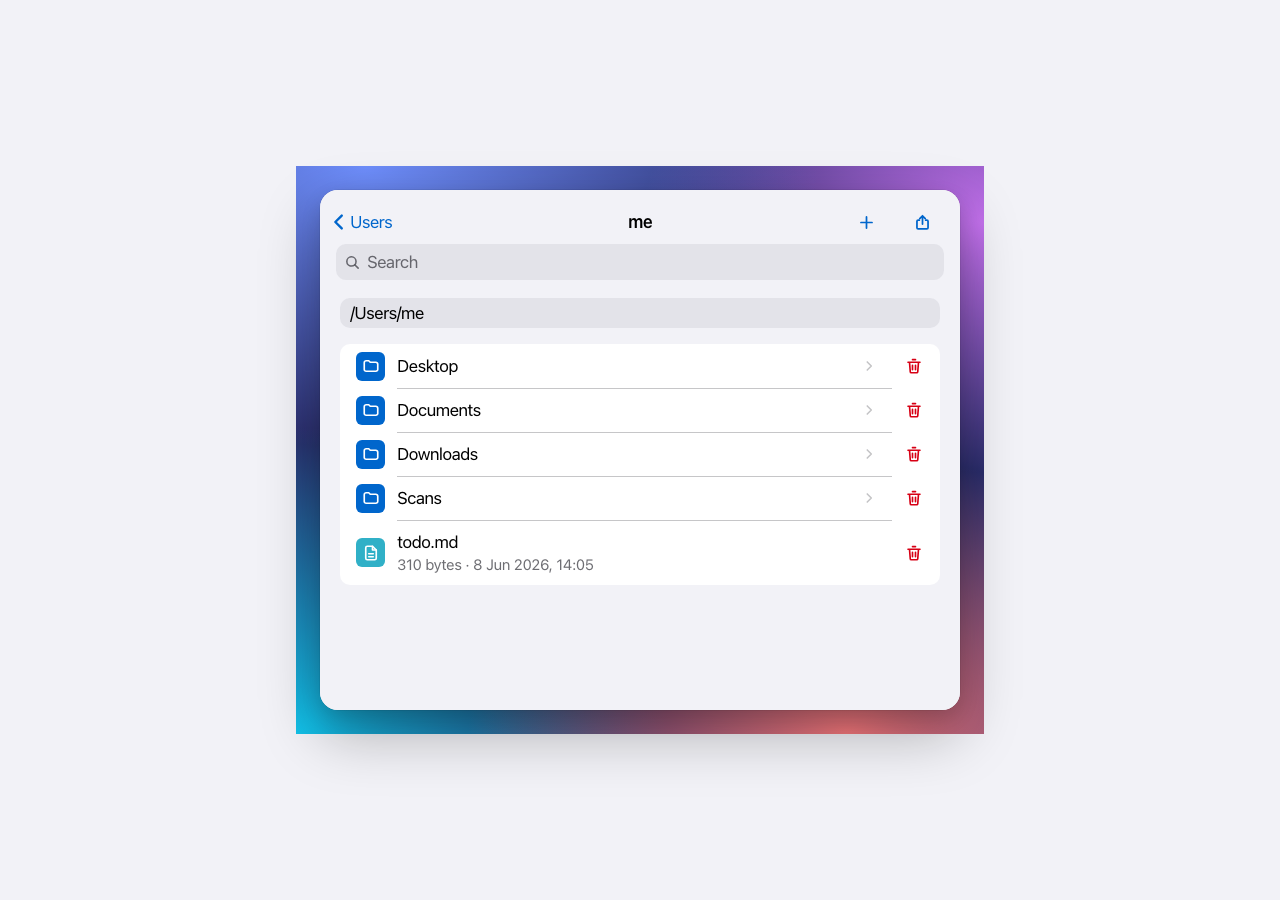 Users
me
Search
/Users/me
Desktop
Documents
Downloads
Scans
todo.md
310 bytes · 8 Jun 2026, 14:05